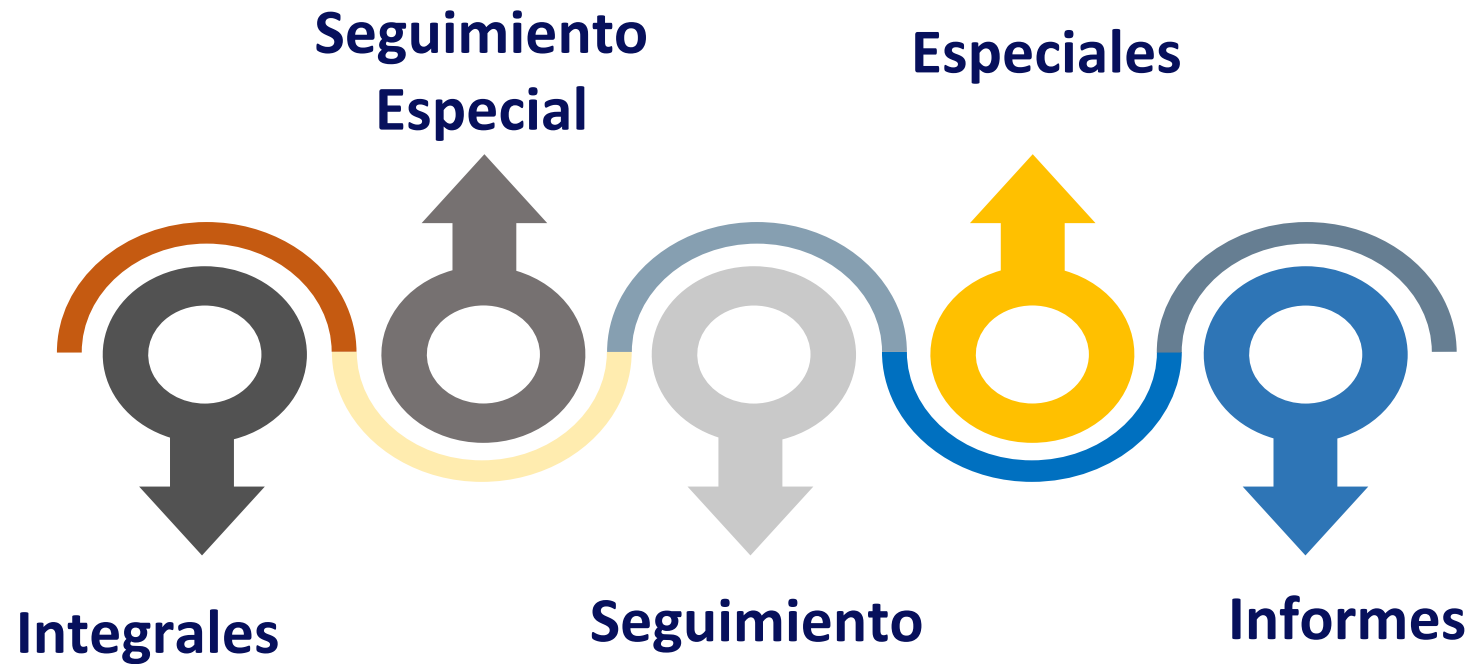 Seguimiento
Especial
Especiales
Integrales
Seguimiento
Informes